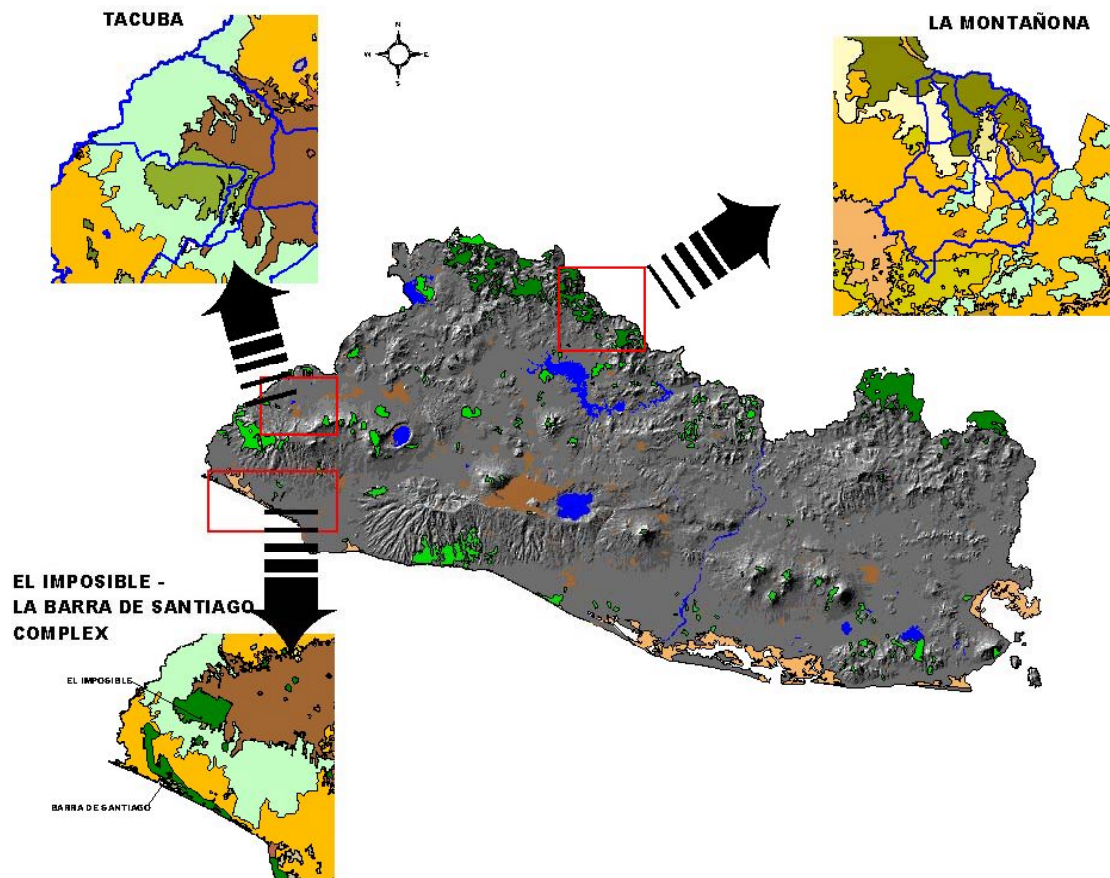 TACUBA
LA MONTAÑONA
N
W
E
S
EL IMPOSIBLE -
LA BARRA DE SANTIAGO
COMPLEX
EL IMPOSIBLE
BARRA DE SANTIAGO